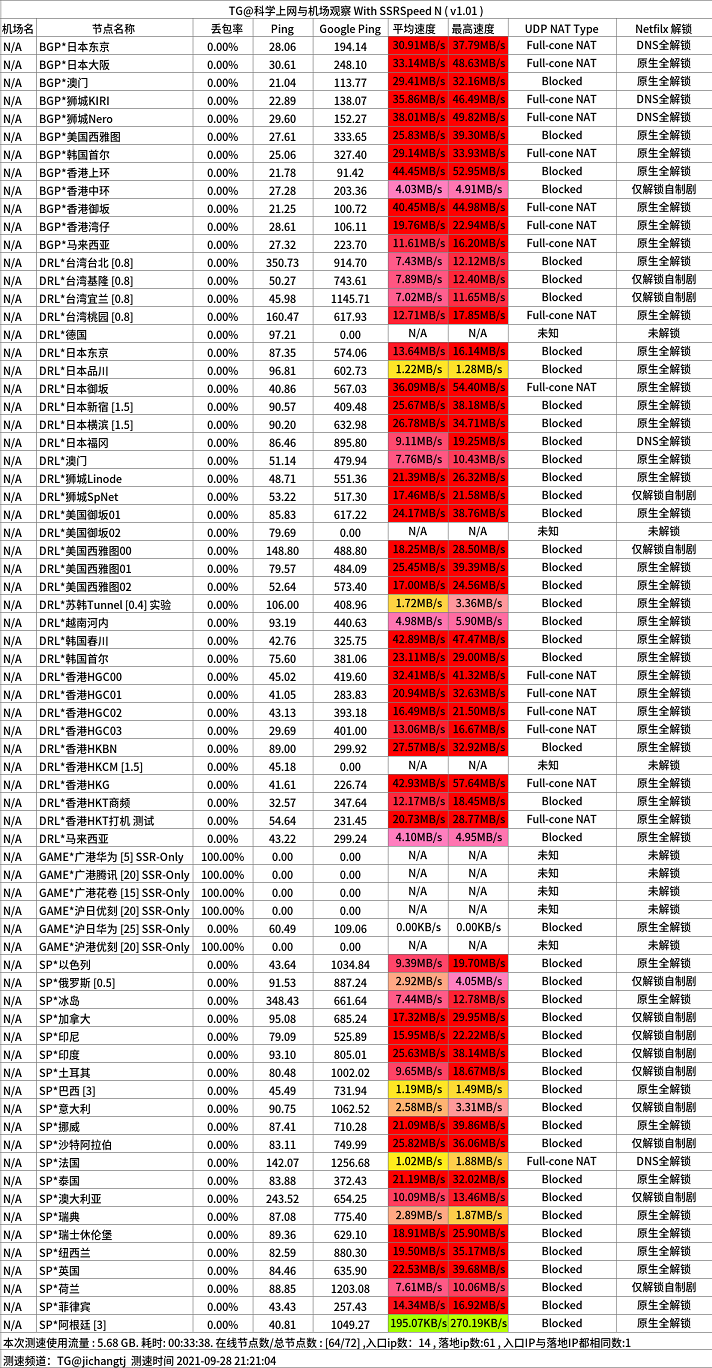 TG@科学上网与机场观察 With SSRSpeed N ( v1.01 )
机场名 节点名称 丢包率 Ping Google Ping 平均速度 最高速度 UDP NAT Type Netfilx 解锁
N/A BGP*日本东京 0.00% 28.06 194.14 30.91MB/s 37.79MB/s Full-cone NAT DNS全解锁
N/A BGP*日本大阪 0.00% 30.61 248.10 33.14MB/s 48.63MB/s Full-cone NAT 原生全解锁
N/A BGP*澳门 0.00% 21.04 113.77 29.41MB/s 32.16MB/s Blocked 原生全解锁
N/A BGP*狮城KIRI 0.00% 22.89 138.07 35.86MB/s 46.49MB/s Full-cone NAT DNS全解锁
N/A BGP*狮城Nero 0.00% 29.60 152.27 38.01MB/s 49.82MB/s Full-cone NAT DNS全解锁
N/A BGP*美国西雅图 0.00% 27.61 333.65 25.83MB/s 39.30MB/s Blocked 原生全解锁
N/A BGP*韩国首尔 0.00% 25.06 327.40 29.14MB/s 33.93MB/s Full-cone NAT 原生全解锁
N/A BGP*香港上环 0.00% 21.78 91.42 44.45MB/s 52.95MB/s Blocked 原生全解锁
N/A BGP*香港中环 0.00% 27.28 203.36 4.03MB/s 4.91MB/s Blocked 仅解锁自制剧
N/A BGP*香港御坂 0.00% 21.25 100.72 40.45MB/s 44.98MB/s Full-cone NAT 原生全解锁
N/A BGP*香港湾仔 0.00% 28.61 106.11 19.76MB/s 22.94MB/s Full-cone NAT 原生全解锁
N/A BGP*马来西亚 0.00% 27.32 223.70 11.61MB/s 16.20MB/s Full-cone NAT 原生全解锁
N/A DRL*台湾台北 [0.8] 0.00% 350.73 914.70 7.43MB/s 12.12MB/s Blocked 原生全解锁
N/A DRL*台湾基隆 [0.8] 0.00% 50.27 743.61 7.89MB/s 12.40MB/s Blocked 仅解锁自制剧
N/A DRL*台湾宜兰 [0.8] 0.00% 45.98 1145.71 7.02MB/s 11.65MB/s Blocked 仅解锁自制剧
N/A DRL*台湾桃园 [0.8] 0.00% 160.47 617.93 12.71MB/s 17.85MB/s Full-cone NAT 原生全解锁
N/A DRL*德国 0.00% 97.21 0.00 N/A N/A 未知 未解锁
N/A DRL*日本东京 0.00% 87.35 574.06 13.64MB/s 16.14MB/s Blocked 原生全解锁
N/A DRL*日本品川 0.00% 96.81 602.73 1.22MB/s 1.28MB/s Blocked 原生全解锁
N/A DRL*日本御坂 0.00% 40.86 567.03 36.09MB/s 54.40MB/s Full-cone NAT 原生全解锁
N/A DRL*日本新宿 [1.5] 0.00% 90.57 409.48 25.67MB/s 38.18MB/s Blocked 原生全解锁
N/A DRL*日本横滨 [1.5] 0.00% 90.20 632.98 26.78MB/s 34.71MB/s Blocked 原生全解锁
N/A DRL*日本福冈 0.00% 86.46 895.80 9.11MB/s 19.25MB/s Blocked DNS全解锁
N/A DRL*澳门 0.00% 51.14 479.94 7.76MB/s 10.43MB/s Blocked 原生全解锁
N/A DRL*狮城Linode 0.00% 48.71 551.36 21.39MB/s 26.32MB/s Blocked 原生全解锁
N/A DRL*狮城SpNet 0.00% 53.22 517.30 17.46MB/s 21.58MB/s Blocked 仅解锁自制剧
N/A DRL*美国御坂01 0.00% 85.83 617.22 24.17MB/s 38.76MB/s Blocked 原生全解锁
N/A DRL*美国御坂02 0.00% 79.69 0.00 N/A N/A 未知 未解锁
N/A DRL*美国西雅图00 0.00% 148.80 488.80 18.25MB/s 28.50MB/s Blocked 仅解锁自制剧
N/A DRL*美国西雅图01 0.00% 79.57 484.09 25.45MB/s 39.39MB/s Blocked 原生全解锁
N/A DRL*美国西雅图02 0.00% 52.64 573.40 17.00MB/s 24.56MB/s Blocked 原生全解锁
N/A DRL*苏韩Tunnel [0.4] 实验 0.00% 106.00 408.96 1.72MB/s 3.36MB/s Blocked 原生全解锁
N/A DRL*越南河内 0.00% 93.19 440.63 4.98MB/s 5.90MB/s Blocked 原生全解锁
N/A DRL*韩国春川 0.00% 42.76 325.75 42.89MB/s 47.47MB/s Blocked 原生全解锁
N/A DRL*韩国首尔 0.00% 75.60 381.06 23.11MB/s 29.00MB/s Blocked 原生全解锁
N/A DRL*香港HGC00 0.00% 45.02 419.60 32.41MB/s 41.32MB/s Full-cone NAT 原生全解锁
N/A DRL*香港HGC01 0.00% 41.05 283.83 20.94MB/s 32.63MB/s Full-cone NAT 原生全解锁
N/A DRL*香港HGC02 0.00% 43.13 393.18 16.49MB/s 21.50MB/s Full-cone NAT 原生全解锁
N/A DRL*香港HGC03 0.00% 29.69 401.00 13.06MB/s 16.67MB/s Full-cone NAT 原生全解锁
N/A DRL*香港HKBN 0.00% 89.00 299.92 27.57MB/s 32.92MB/s Blocked 原生全解锁
N/A DRL*香港HKCM [1.5] 0.00% 45.18 0.00 N/A N/A 未知 未解锁
N/A DRL*香港HKG 0.00% 41.61 226.74 42.93MB/s 57.64MB/s Full-cone NAT 原生全解锁
N/A DRL*香港HKT商频 0.00% 32.57 347.64 12.17MB/s 18.45MB/s Blocked 原生全解锁
N/A DRL*香港HKT打机 测试 0.00% 54.64 231.45 20.73MB/s 28.77MB/s Full-cone NAT 原生全解锁
N/A DRL*马来西亚 0.00% 43.22 299.24 4.10MB/s 4.95MB/s Blocked 原生全解锁
N/A GAME*广港华为 [5] SSR-Only 100.00% 0.00 0.00 N/A N/A 未知 未解锁
N/A GAME*广港腾讯 [20] SSR-Only 100.00% 0.00 0.00 N/A N/A 未知 未解锁
N/A GAME*广港花卷 [15] SSR-Only 100.00% 0.00 0.00 N/A N/A 未知 未解锁
N/A GAME*沪日优刻 [20] SSR-Only 100.00% 0.00 0.00 N/A N/A 未知 未解锁
N/A GAME*沪日华为 [25] SSR-Only 0.00% 60.49 109.06 0.00KB/s 0.00KB/s Blocked 原生全解锁
N/A GAME*沪港优刻 [20] SSR-Only 100.00% 0.00 0.00 N/A N/A 未知 未解锁
N/A SP*以色列 0.00% 43.64 1034.84 9.39MB/s 19.70MB/s Blocked 原生全解锁
N/A SP*俄罗斯 [0.5] 0.00% 91.53 887.24 2.92MB/s 4.05MB/s Blocked 仅解锁自制剧
N/A SP*冰岛 0.00% 348.43 661.64 7.44MB/s 12.78MB/s Blocked 原生全解锁
N/A SP*加拿大 0.00% 95.08 685.24 17.32MB/s 29.95MB/s Blocked 仅解锁自制剧
N/A SP*印尼 0.00% 79.09 525.89 15.95MB/s 22.22MB/s Blocked 仅解锁自制剧
N/A SP*印度 0.00% 93.10 805.01 25.63MB/s 38.14MB/s Blocked 仅解锁自制剧
N/A SP*土耳其 0.00% 80.48 1002.02 9.65MB/s 18.67MB/s Blocked 仅解锁自制剧
N/A SP*巴西 [3] 0.00% 45.49 731.94 1.19MB/s 1.49MB/s Blocked 原生全解锁
N/A SP*意大利 0.00% 90.75 1062.52 2.58MB/s 3.31MB/s Blocked 仅解锁自制剧
N/A SP*挪威 0.00% 87.41 710.28 21.09MB/s 39.86MB/s Blocked 原生全解锁
N/A SP*沙特阿拉伯 0.00% 83.11 749.99 25.82MB/s 36.06MB/s Blocked 仅解锁自制剧
N/A SP*法国 0.00% 142.07 1256.68 1.02MB/s 1.88MB/s Full-cone NAT DNS全解锁
N/A SP*泰国 0.00% 83.88 372.43 21.19MB/s 32.02MB/s Blocked 原生全解锁
N/A SP*澳大利亚 0.00% 243.52 654.25 10.09MB/s 13.46MB/s Blocked 仅解锁自制剧
N/A SP*瑞典 0.00% 87.08 775.40 2.89MB/s 1.87MB/s Blocked 原生全解锁
N/A SP*瑞士休伦堡 0.00% 89.36 629.10 18.91MB/s 25.90MB/s Blocked 原生全解锁
N/A SP*纽西兰 0.00% 82.59 880.30 19.50MB/s 35.17MB/s Blocked 原生全解锁
N/A SP*英国 0.00% 84.46 635.90 22.53MB/s 39.68MB/s Blocked 原生全解锁
N/A SP*荷兰 0.00% 88.85 1203.08 7.61MB/s 10.06MB/s Blocked 仅解锁自制剧
N/A SP*菲律宾 0.00% 43.43 257.43 14.34MB/s 16.92MB/s Blocked 原生全解锁
N/A SP*阿根廷 [3] 0.00% 40.81 1049.27 195.07KB/s 270.19KB/s Blocked 原生全解锁
本次测速使用流量 : 5.68 GB. 耗时: 00:33:38. 在线节点数/总节点数 : [64/72] ,入口ip数：14 , 落地ip数:61 , 入口IP与落地IP都相同数:1
测速频道：TG@jichangtj 测速时间 2021-09-28 21:21:04